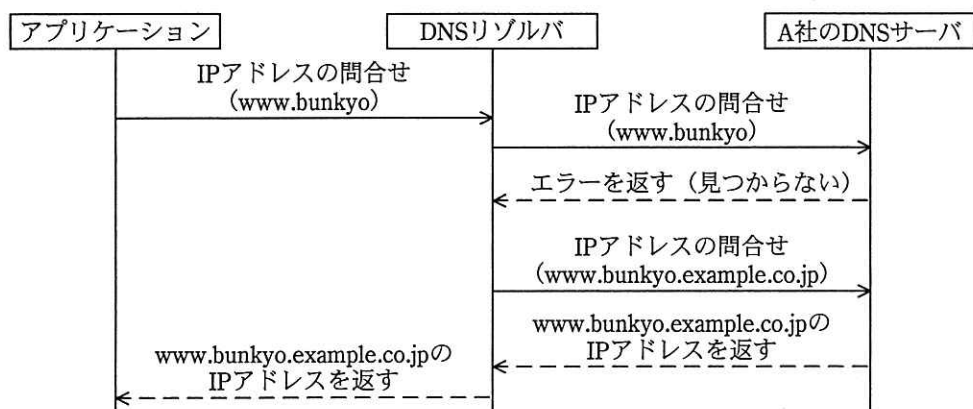 アプリケーション
DNSリゾルバ
A社のDNSサーバ
IPアドレスの問合せ
(www.bunkyo)
IPアドレスの問合せ
(www.bunkyo)
エラーを返す（見つからない）
IPアドレスの問合せ
(www.bunkyo.example.co.jp)
www.bunkyo.example.co.jpの
IPアドレスを返す
www.bunkyo.example.co.jpの
IPアドレスを返す